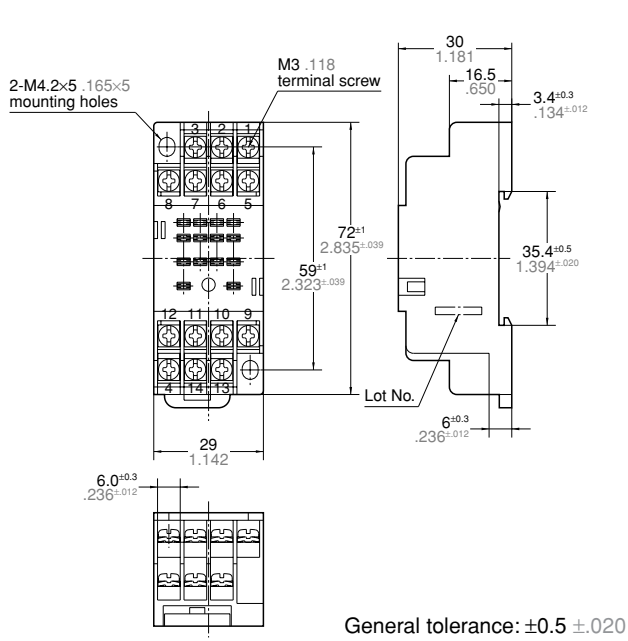 30
1.181
16.5
.650
3.4±0.3
.134±.012
2-M4.2×5 .165×5
mounting holes
M3 .118
terminal screw
3 2 1
8 7 6 5
72±1
2.835±.039
59±1
2.323±.039
35.4±0.5
1.394±.020
12 11 10 9
4 14 13
Lot No.
6±0.3
.236±.012
29
1.142
6.0±0.3
.236±.012
General tolerance: ±0.5 ±.020